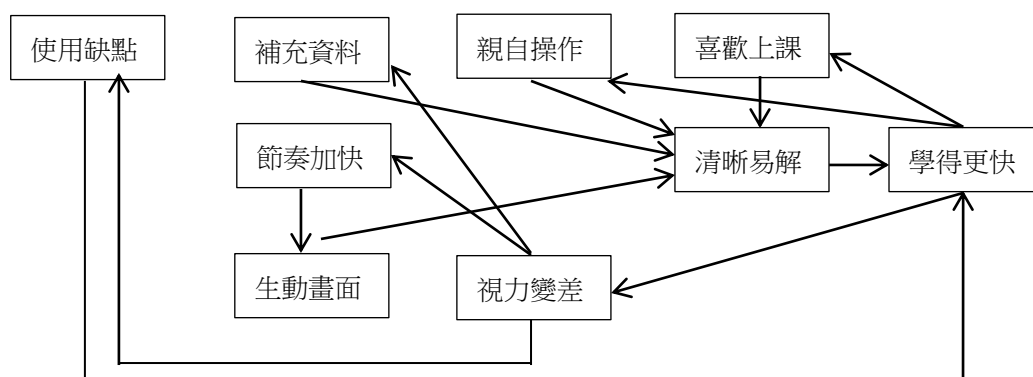 使用缺點
補充資料
親自操作
喜歡上課
節奏加快
清晰易解
學得更快
生動畫面
視力變差